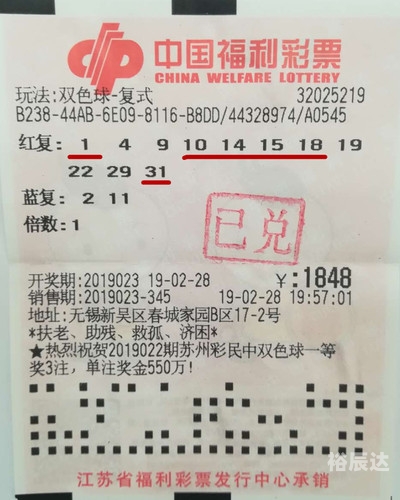 中国福利彩票
CHINA WELFARE LOTTERY
玩法:双色球-复式 32025219
B238-44AB-6E09-8116-B8DD/44328974/A0545
红复: 1 4 9 10 14 15 18 19
22 29 31
蓝复: 2 11
倍数:1
已兑
开奖期:2019023 19-02-28 ¥:1848
销售期:2019023-345 19-02-28 19:57:01
地址:无锡新吴区春城家园B区17-2号
*扶老、助残、救孤、济困*
★热烈祝贺2019022期苏州彩民中双色球一等
奖3注,单注奖金550万!
裕辰达
江苏省福利彩票发行中心承销